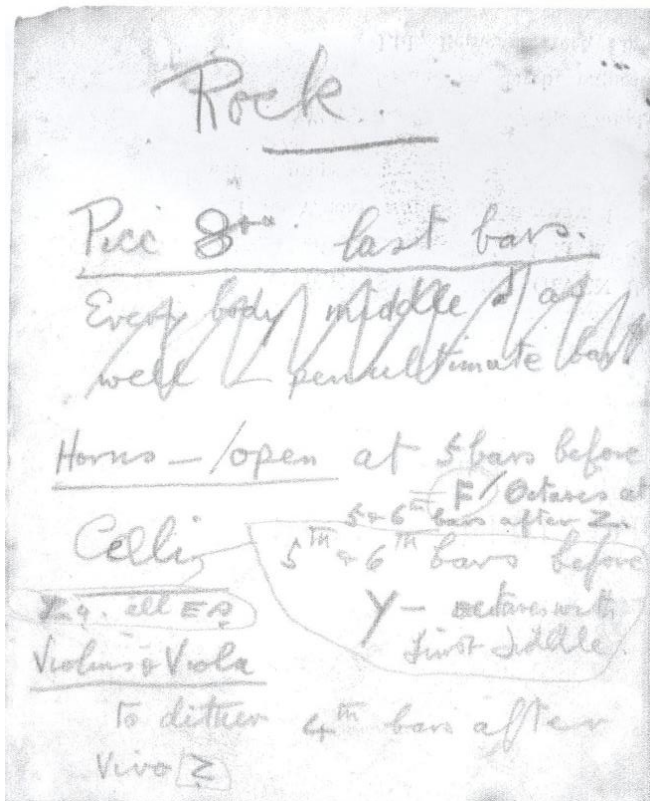 Rock.
Picc 8va last bars.
Every body middle as
well — penultimate bar.
Horns — open at 5 bars before
F Octaves at
5 & 6th bars after Z.
Celli 5th & 6th bars before
Y — octaves with
first fiddle.
all
Violins & Viola
to dither 4th bars after
Vivo Z